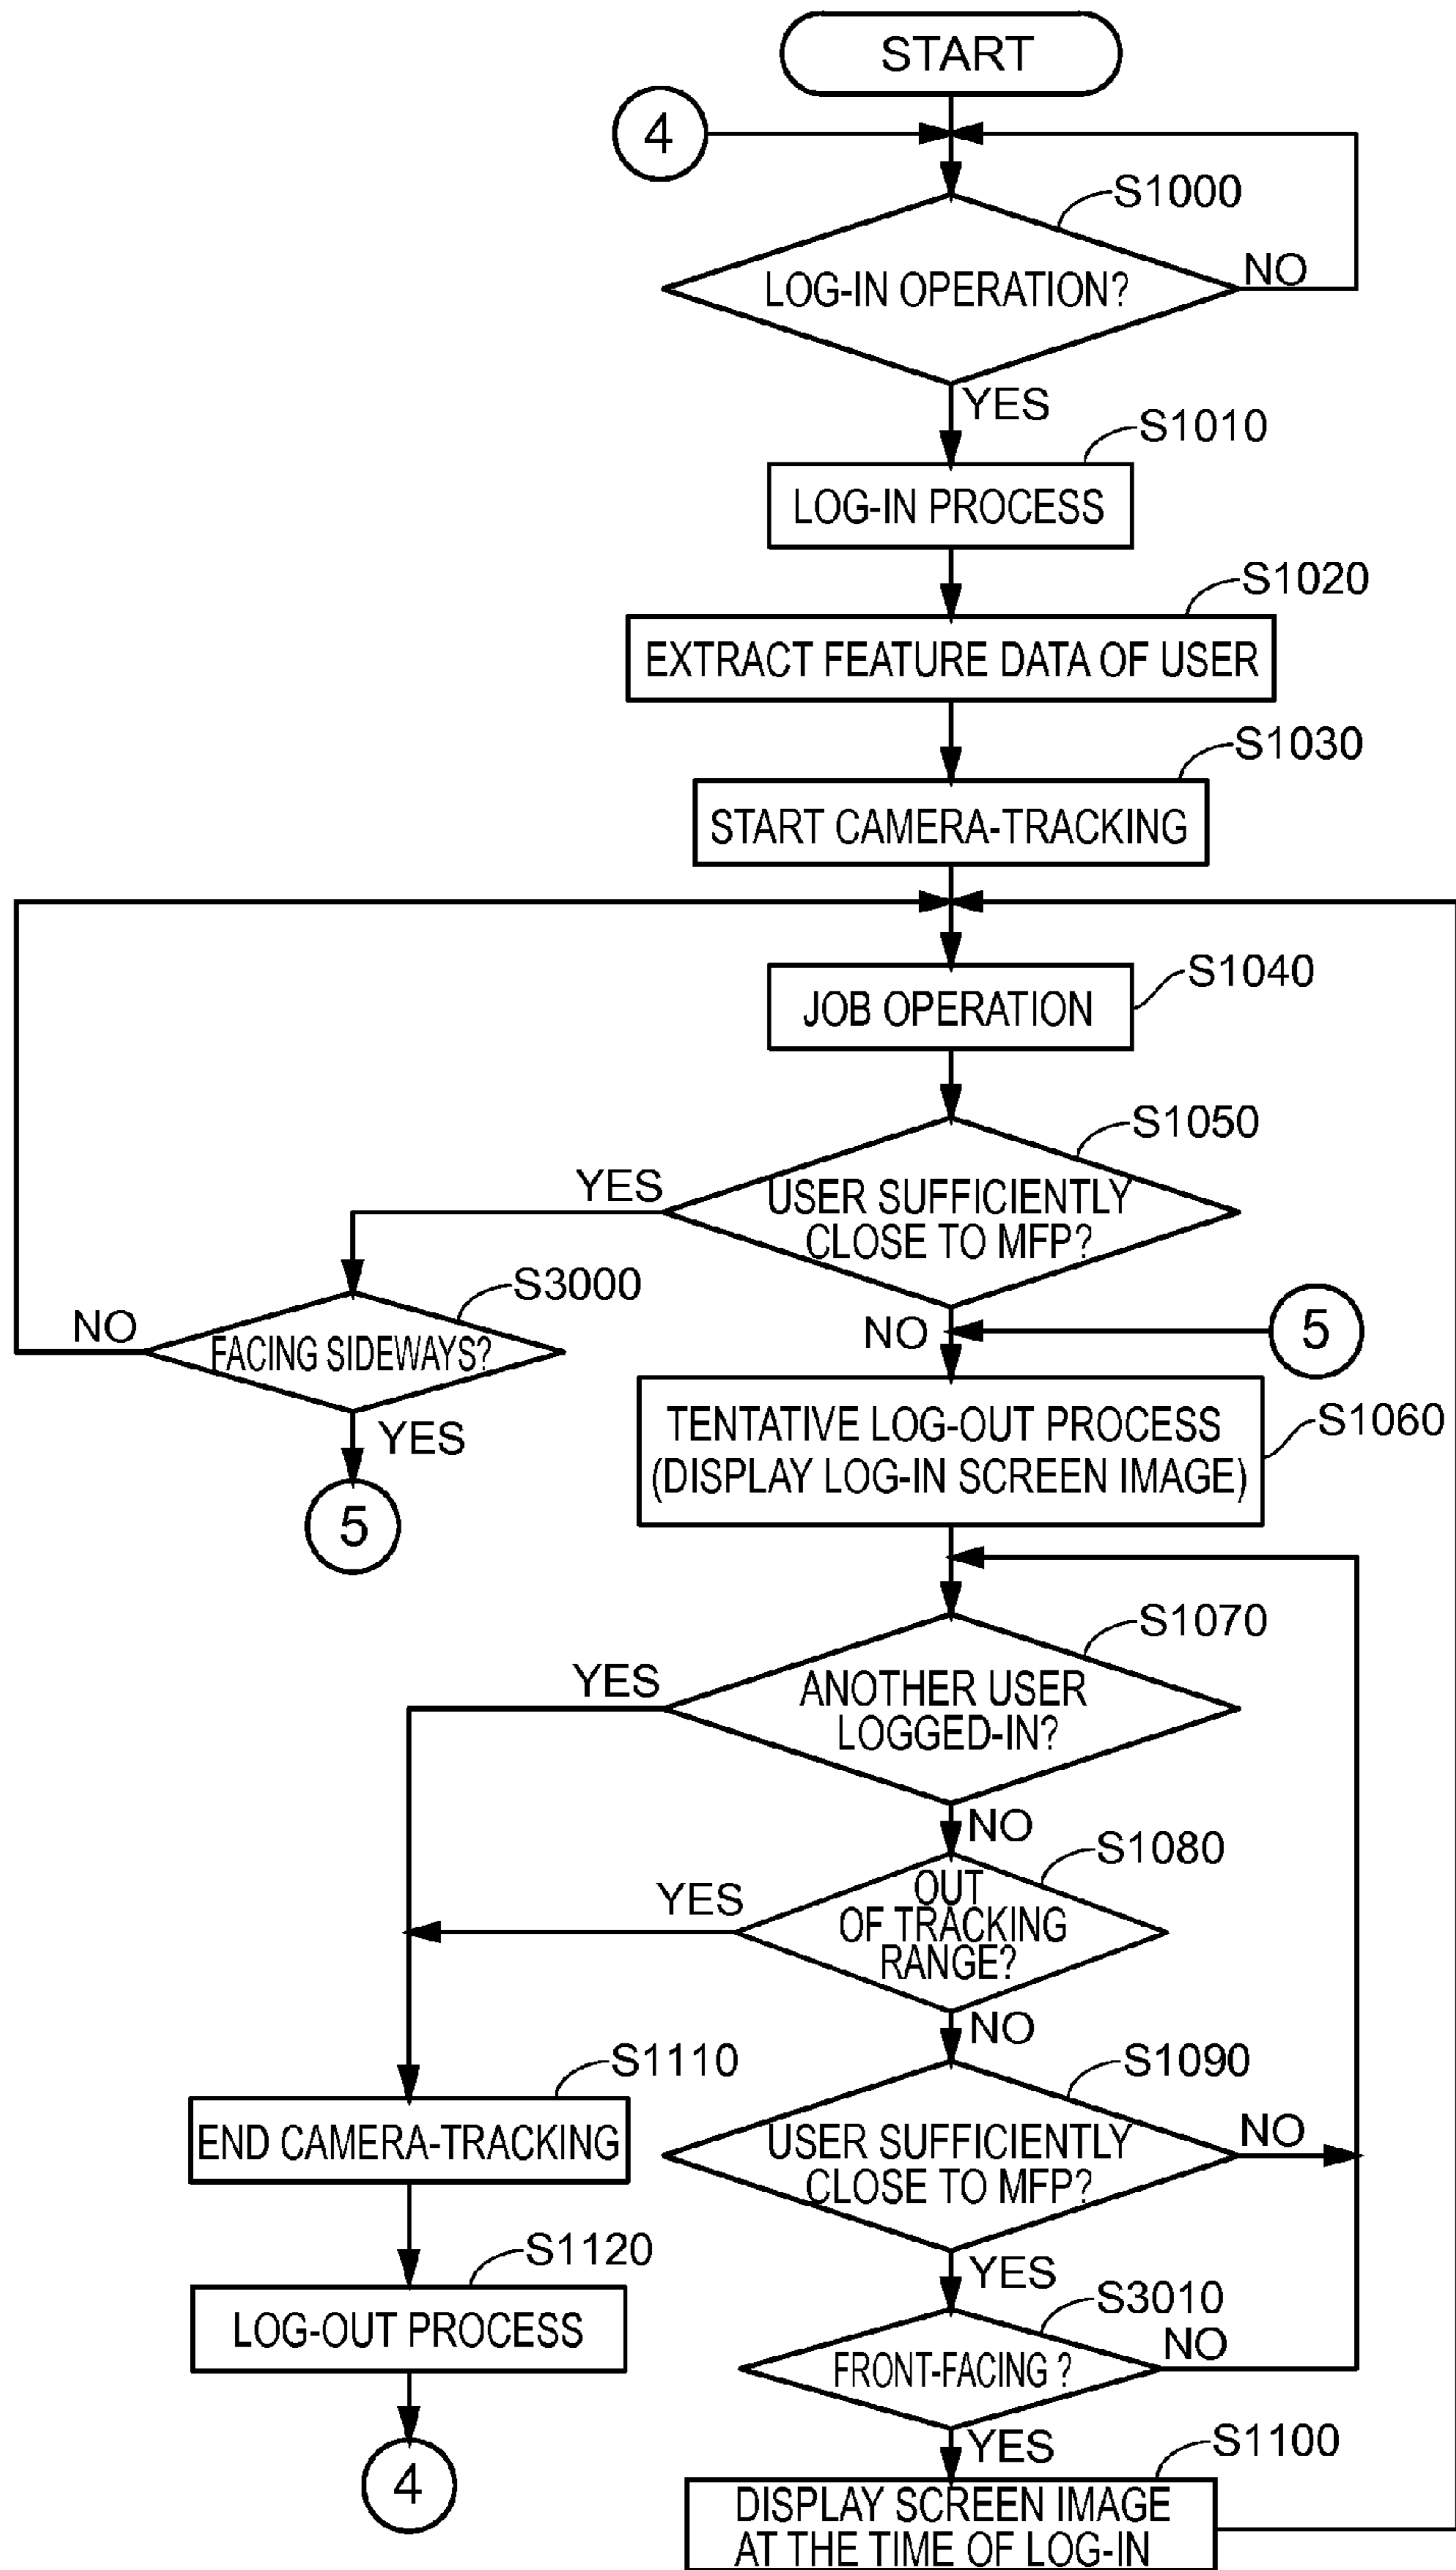 START
4
S1000
LOG-IN OPERATION?
NO
YES
S1010
LOG-IN PROCESS
S1020
EXTRACT FEATURE DATA OF USER
S1030
START CAMERA-TRACKING
S1040
JOB OPERATION
S1050
YES
USER SUFFICIENTLY
CLOSE TO MFP?
S3000
NO
FACING SIDEWAYS?
NO
5
YES
5
TENTATIVE LOG-OUT PROCESS
(DISPLAY LOG-IN SCREEN IMAGE)
S1060
S1070
YES
ANOTHER USER
LOGGED-IN?
NO
S1080
YES
OUT
OF TRACKING
RANGE?
NO
S1110
END CAMERA-TRACKING
S1090
USER SUFFICIENTLY
CLOSE TO MFP?
NO
S1120
LOG-OUT PROCESS
YES
S3010
FRONT-FACING ?
NO
4
YES
S1100
DISPLAY SCREEN IMAGE
AT THE TIME OF LOG-IN